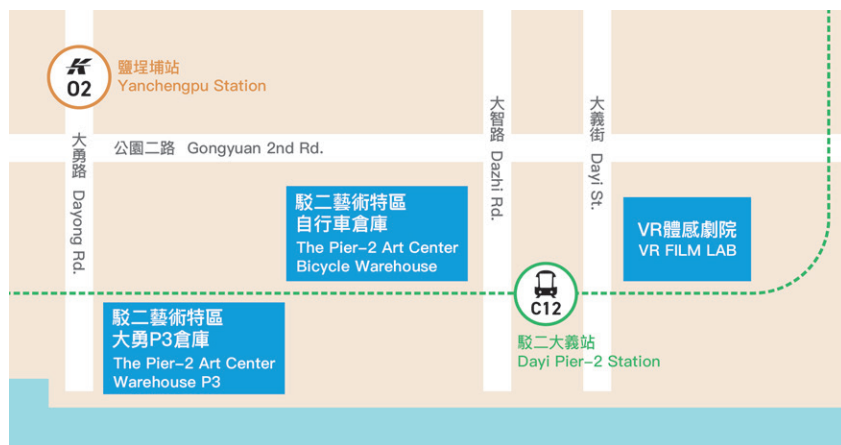 O2
鹽埕埔站
Yanchengpu Station
大勇路 Dayong Rd.
公園二路 Gongyuan 2nd Rd.
大智路 Dazhi Rd.
大義街 Dayi St.
駁二藝術特區
自行車倉庫
The Pier-2 Art Center
Bicycle Warehouse
VR體感劇院
VR FILM LAB
C12
駁二大義站
Dayi Pier-2 Station
駁二藝術特區
大勇P3倉庫
The Pier-2 Art Center
Warehouse P3